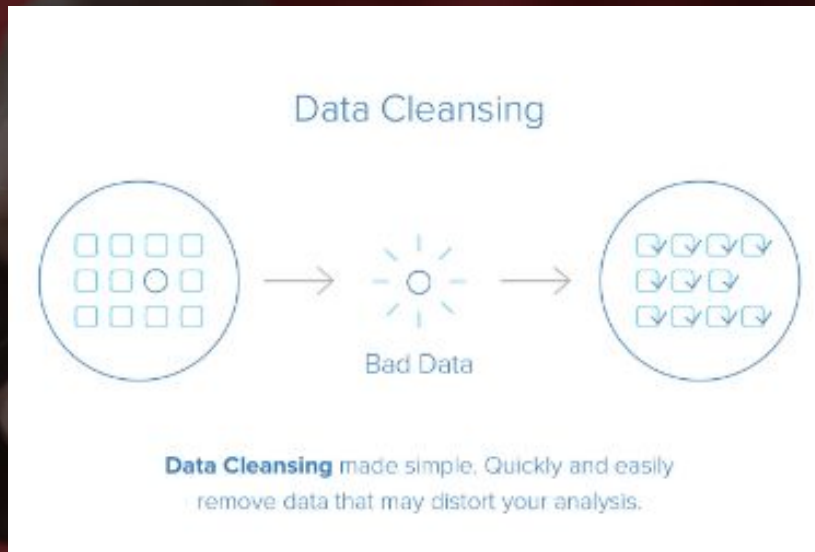 Data Cleansing
Bad Data
Data Cleansing made simple. Quickly and easily
remove data that may distort your analysis.